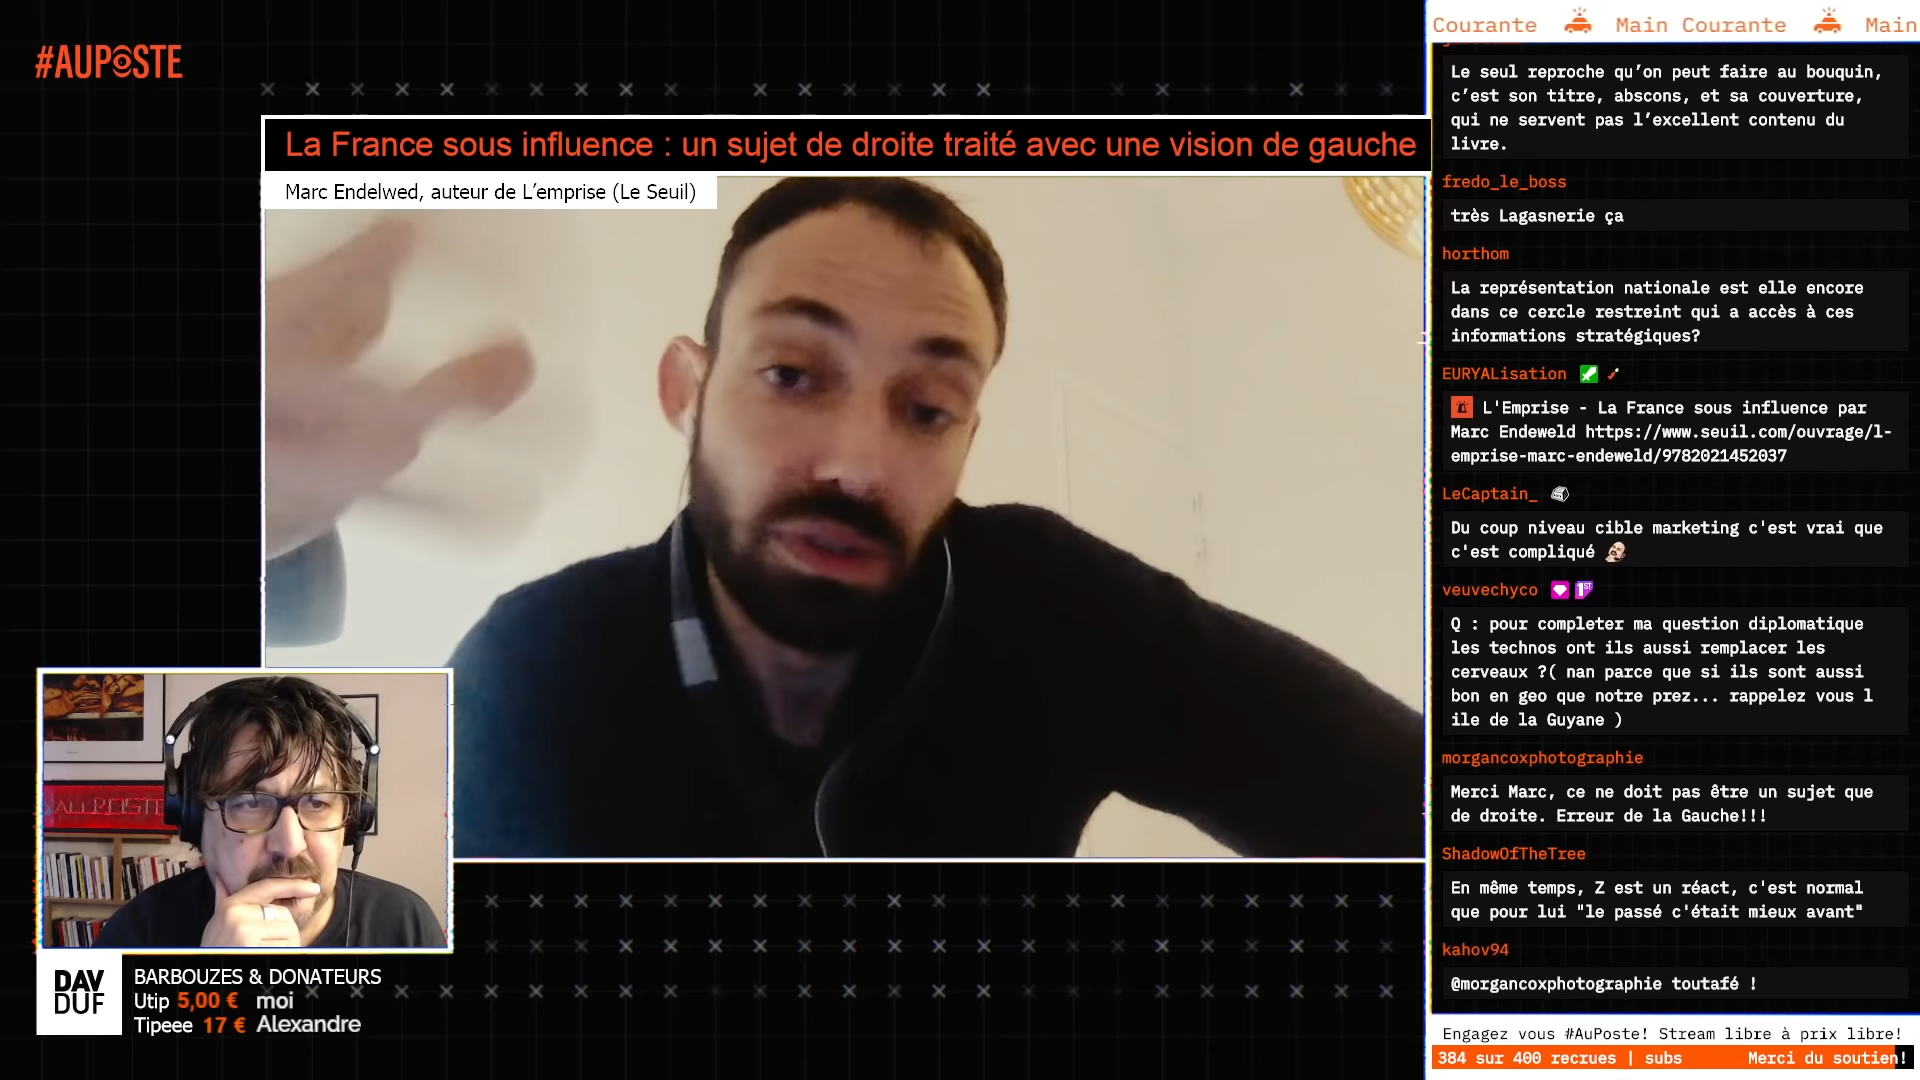 #AUPOSTE
La France sous influence : un sujet de droite traité avec une vision de gauche
Marc Endelwed, auteur de L’emprise (Le Seuil)
AUPOSTE
DAV
DUF
BARBOUZES & DONATEURS
Utip 5,00 € moi
Tipeee 17 € Alexandre
Courante Main Courante Main
Le seul reproche qu’on peut faire au bouquin,
c’est son titre, abscons, et sa couverture,
qui ne servent pas l’excellent contenu du
livre.
fredo_le_boss
très Lagasnerie ça
horthom
La représentation nationale est elle encore
dans ce cercle restreint qui a accès à ces
informations stratégiques?
EURYALisation
L'Emprise - La France sous influence par
Marc Endeweld https://www.seuil.com/ouvrage/l-
emprise-marc-endeweld/9782021452037
LeCaptain_
Du coup niveau cible marketing c'est vrai que
c'est compliqué
veuvechyco 1ST
Q : pour completer ma question diplomatique
les technos ont ils aussi remplacer les
cerveaux ?( nan parce que si ils sont aussi
bon en geo que notre prez... rappelez vous l
ile de la Guyane )
morgancoxphotographie
Merci Marc, ce ne doit pas être un sujet que
de droite. Erreur de la Gauche!!!
ShadowOfTheTree
En même temps, Z est un réact, c'est normal
que pour lui "le passé c'était mieux avant"
kahov94
@morgancoxphotographie toutafé !
Engagez vous #AuPoste! Stream libre à prix libre!
384 sur 400 recrues | subs Merci du soutien!